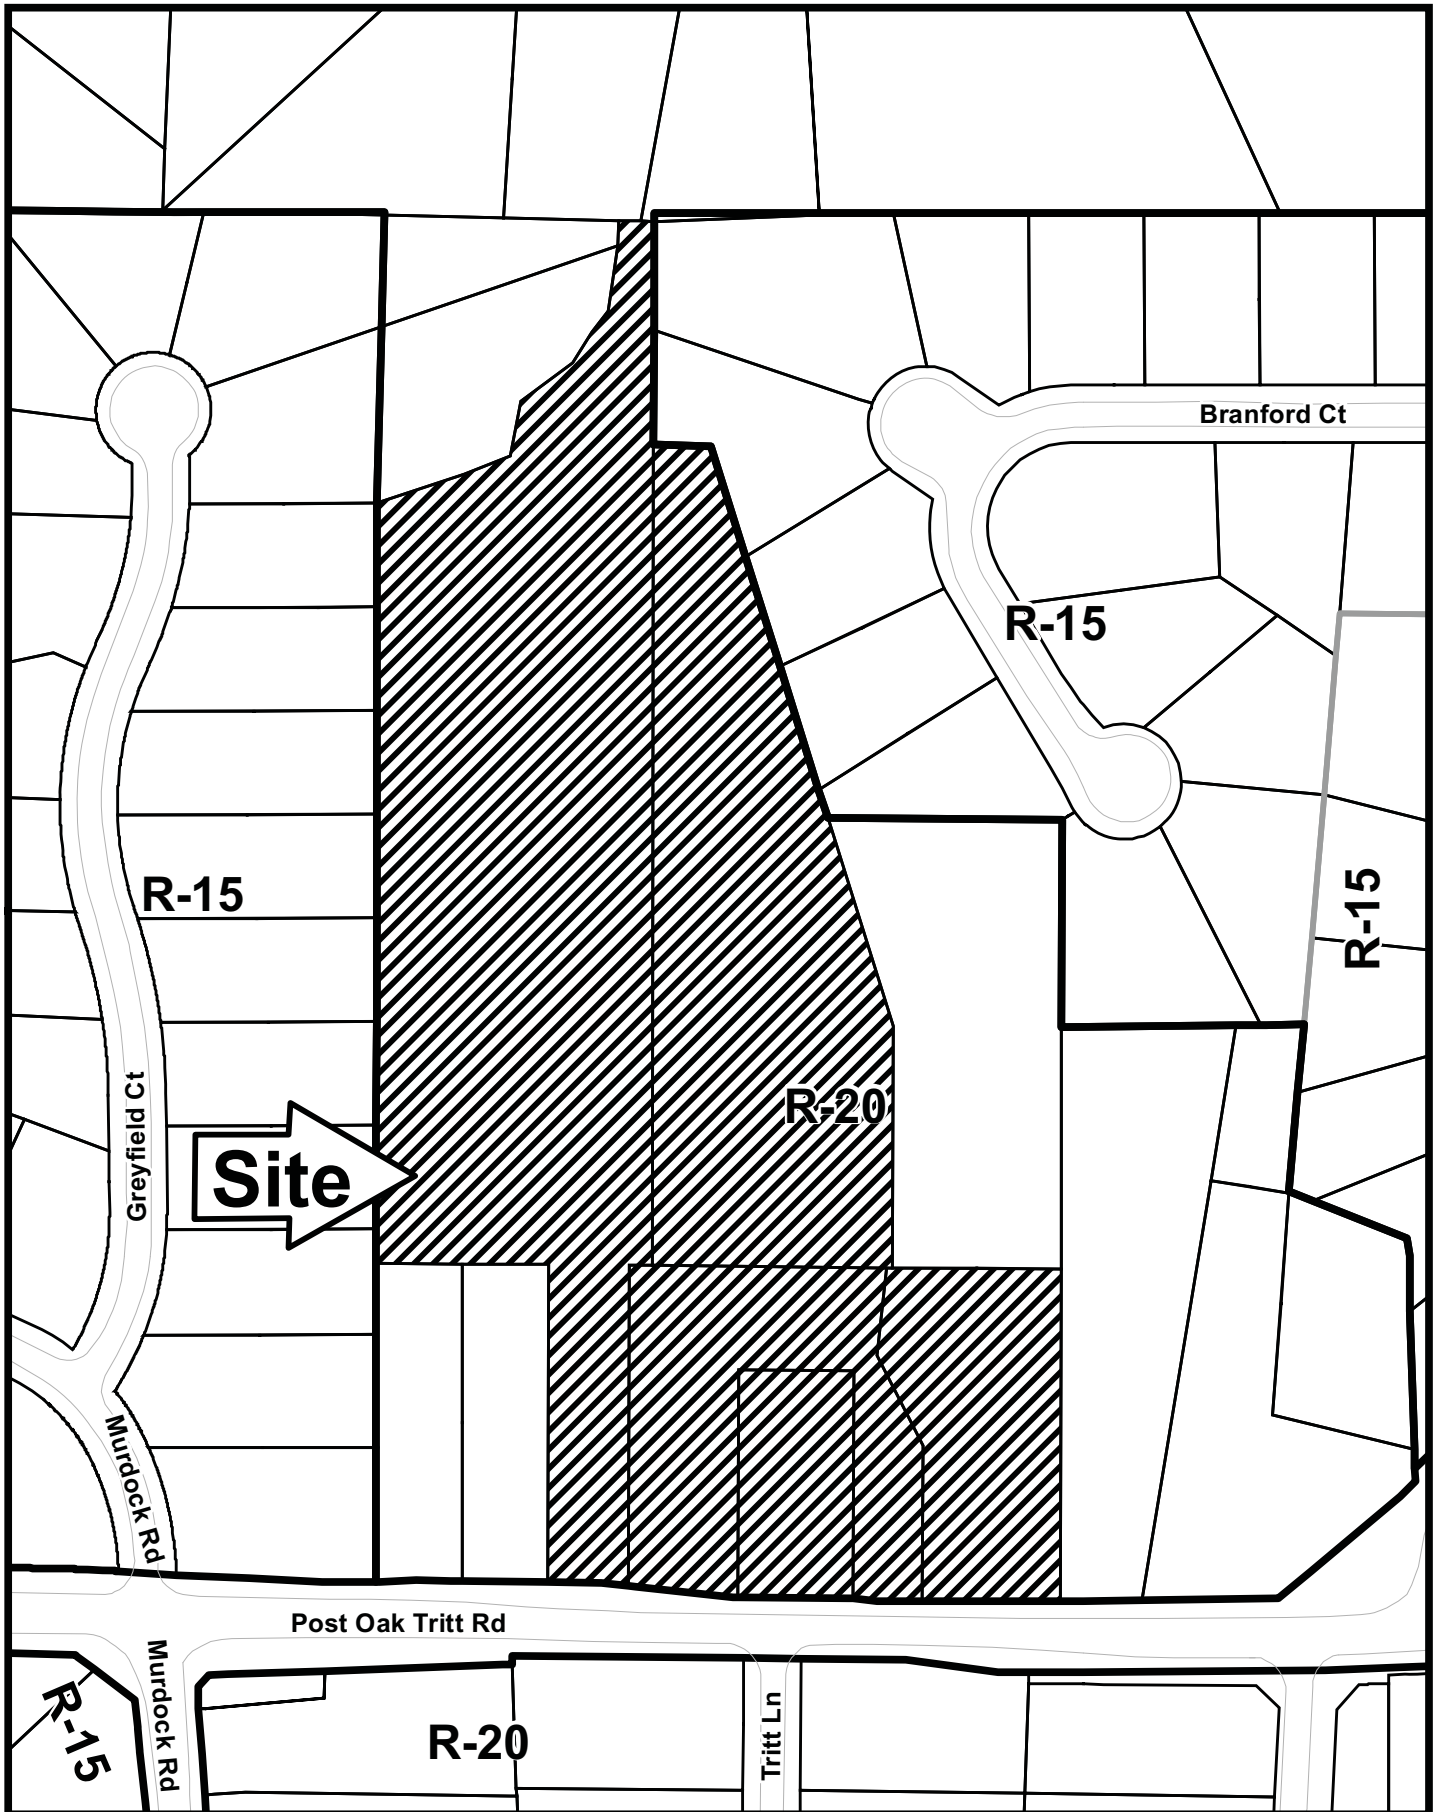 Branford Ct
R-15
R-15
R-15
R-20
Greyfield Ct
Site
Murdock Rd
Post Oak Tritt Rd
Murdock Rd
R-15
R-20
Tritt Ln